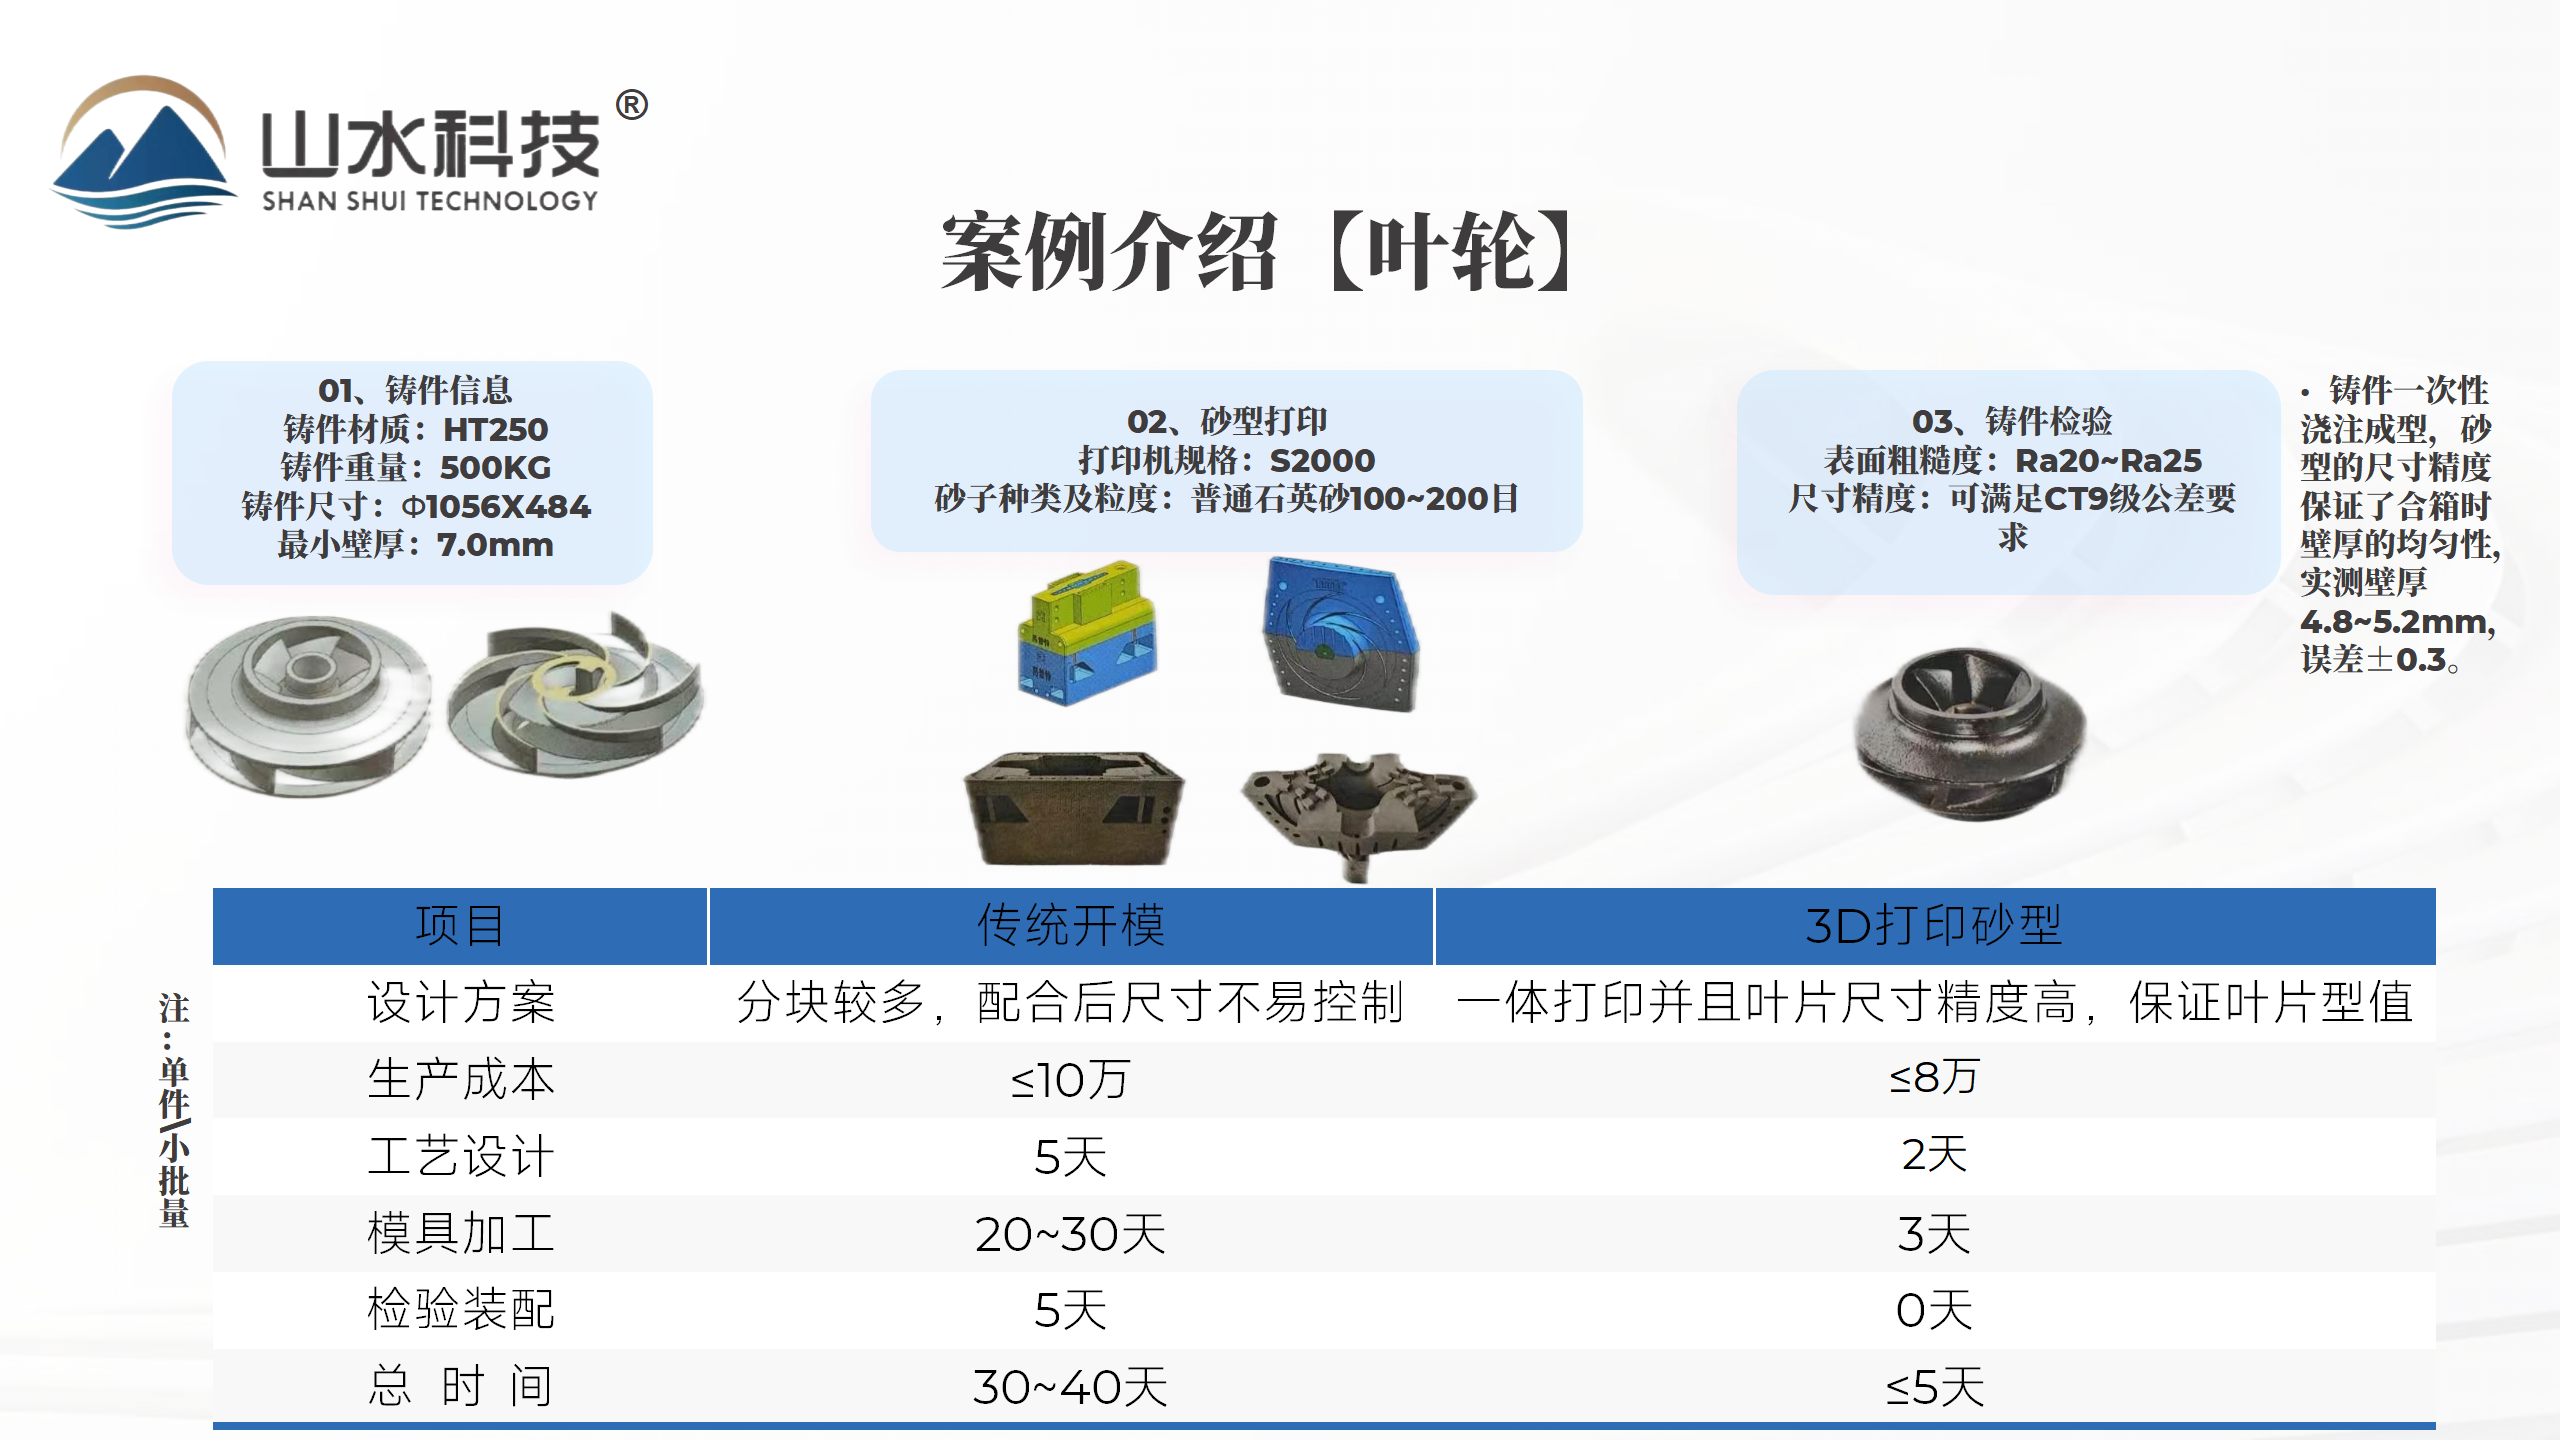 山水科技®
SHAN SHUI TECHNOLOGY
案例介绍【叶轮】
01、铸件信息
铸件材质：HT250
铸件重量：500KG
铸件尺寸：Φ1056X484
最小壁厚：7.0mm
02、砂型打印
打印机规格：S2000
砂子种类及粒度：普通石英砂100~200目
03、铸件检验
表面粗糙度：Ra20~Ra25
尺寸精度：可满足CT9级公差要
求
· 铸件一次性
浇注成型，砂
型的尺寸精度
保证了合箱时
壁厚的均匀性，
实测壁厚
4.8~5.2mm，
误差±0.3。
注：单件/小批量
项目 传统开模 3D打印砂型
设计方案 分块较多，配合后尺寸不易控制 一体打印并且叶片尺寸精度高，保证叶片型值
生产成本 ≤10万 ≤8万
工艺设计 5天 2天
模具加工 20~30天 3天
检验装配 5天 0天
总 时 间 30~40天 ≤5天